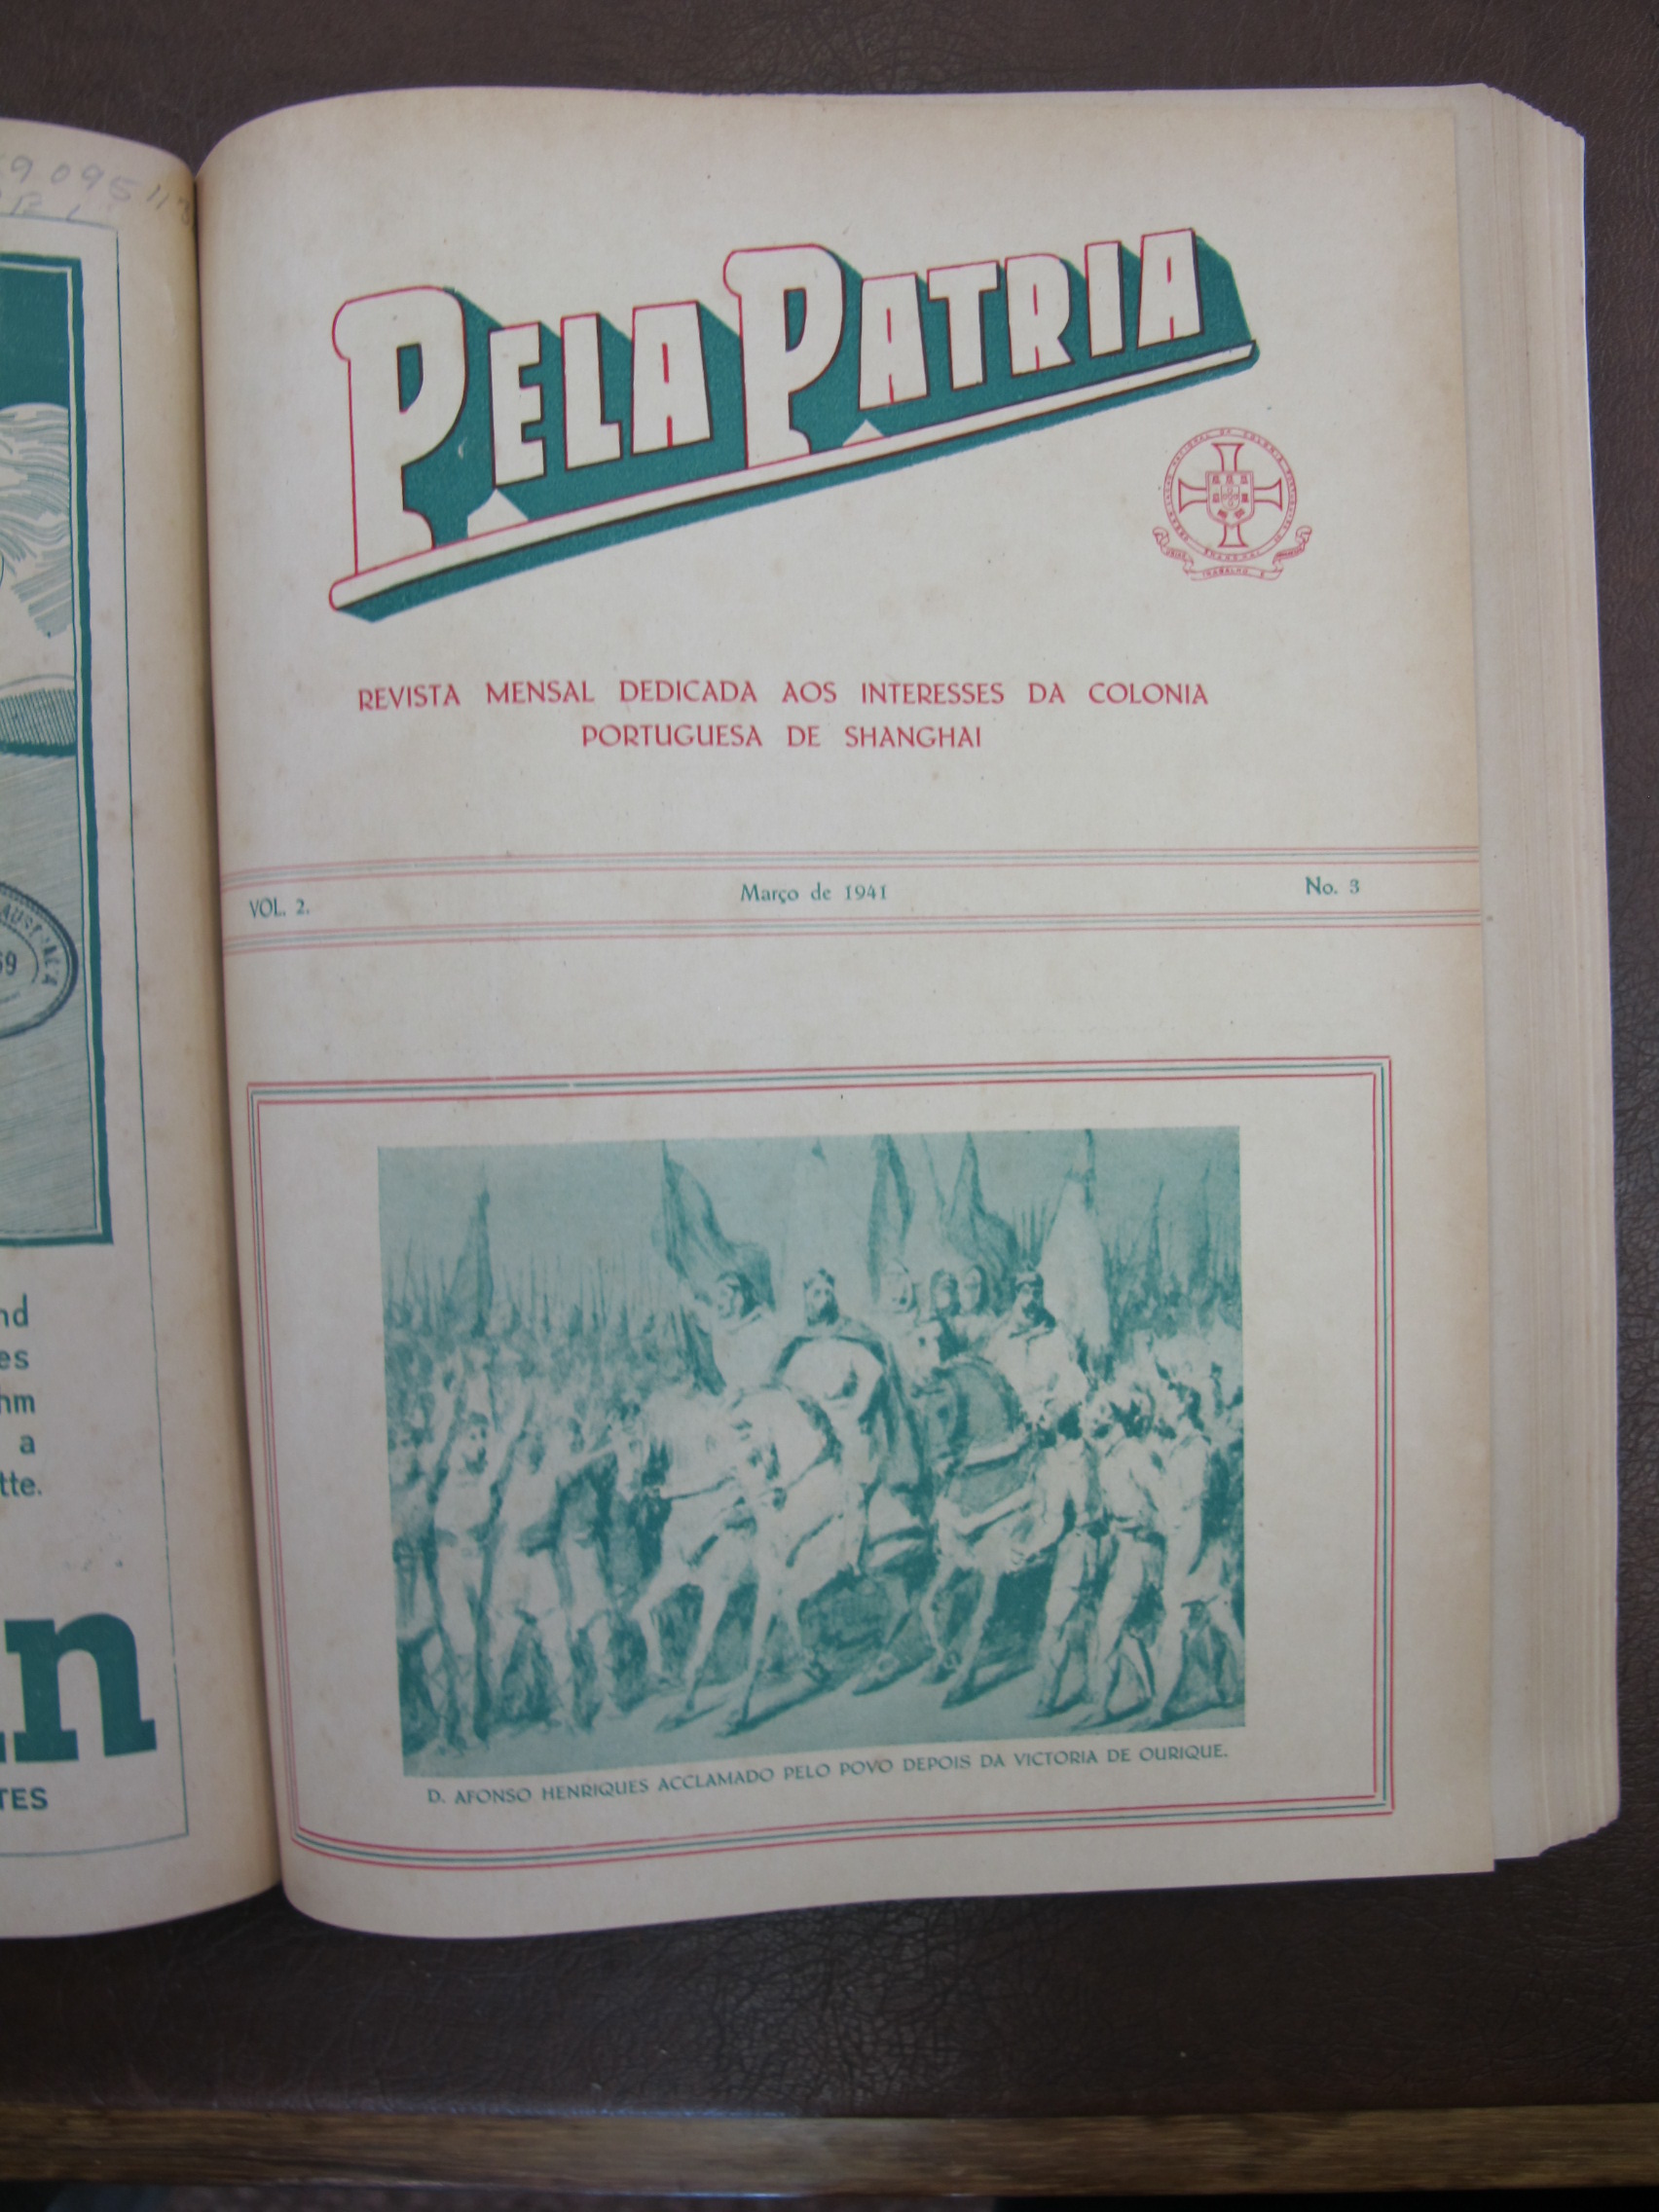 nd
es
hm
a
tte.
n
TES
PELA PATRIA
REVISTA MENSAL DEDICADA AOS INTERESSES DA COLONIA
PORTUGUESA DE SHANGHAI
VOL. 2. Março de 1941 No. 3
D. AFONSO HENRIQUES ACCLAMADO PELO POVO DEPOIS DA VICTORIA DE OURIQUE.